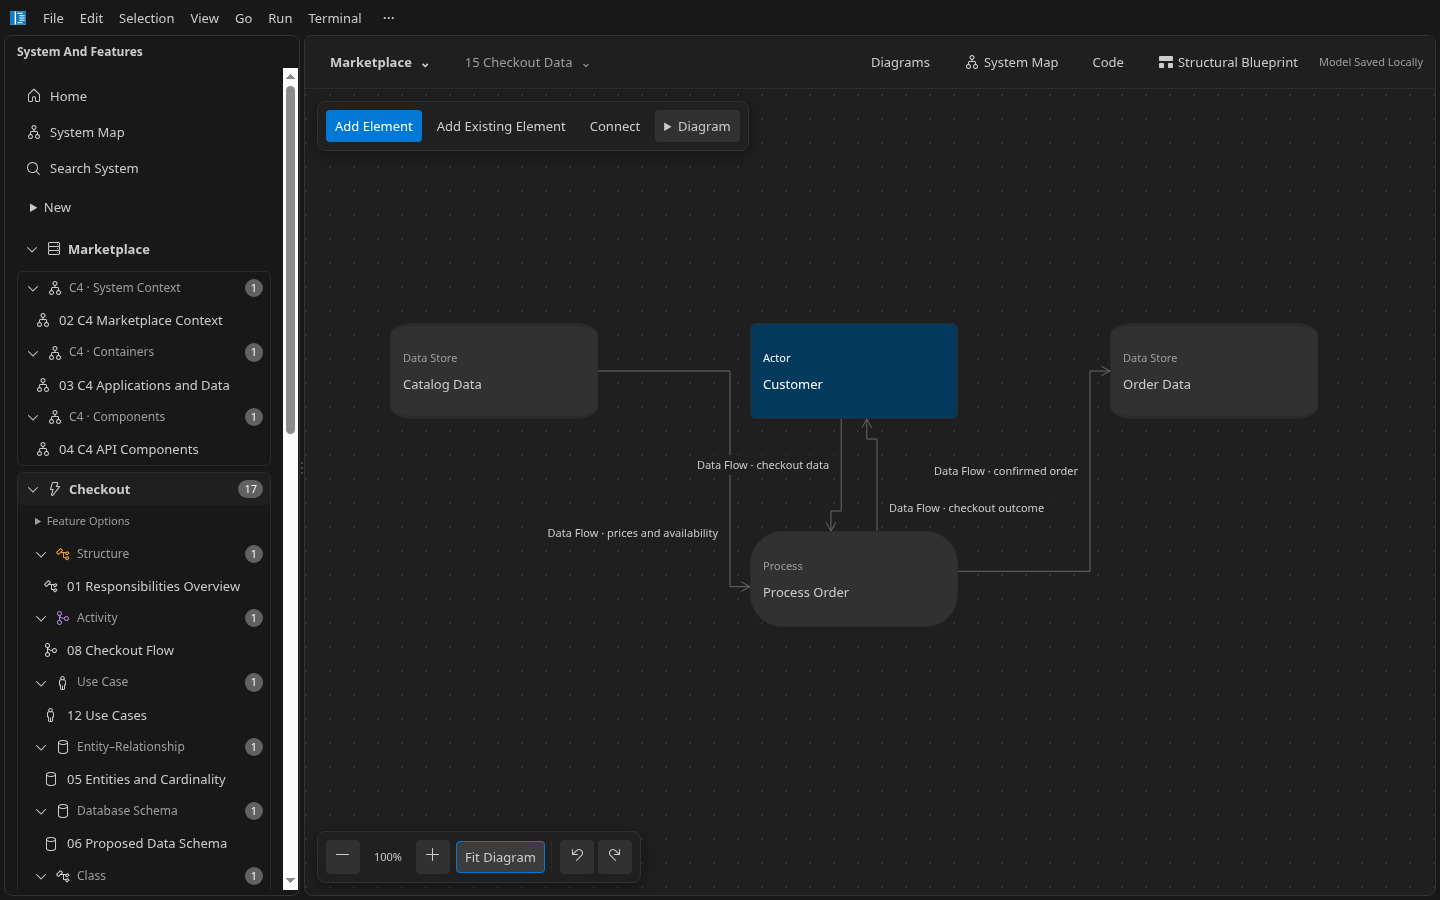 File Edit Selection View Go Run Terminal ···
System And Features
Home
System Map
Search System
New
Marketplace
C4 · System Context 1
02 C4 Marketplace Context
C4 · Containers 1
03 C4 Applications and Data
C4 · Components 1
04 C4 API Components
Checkout 17
Feature Options
Structure 1
01 Responsibilities Overview
Activity 1
08 Checkout Flow
Use Case 1
12 Use Cases
Entity–Relationship 1
05 Entities and Cardinality
Database Schema 1
06 Proposed Data Schema
Class 1
Marketplace 15 Checkout Data Diagrams System Map Code Structural Blueprint Model Saved Locally
Add Element Add Existing Element Connect Diagram
Data Store
Catalog Data
Actor
Customer
Data Store
Order Data
Data Flow · checkout data
Data Flow · confirmed order
Data Flow · checkout outcome
Data Flow · prices and availability
Process
Process Order
100% Fit Diagram